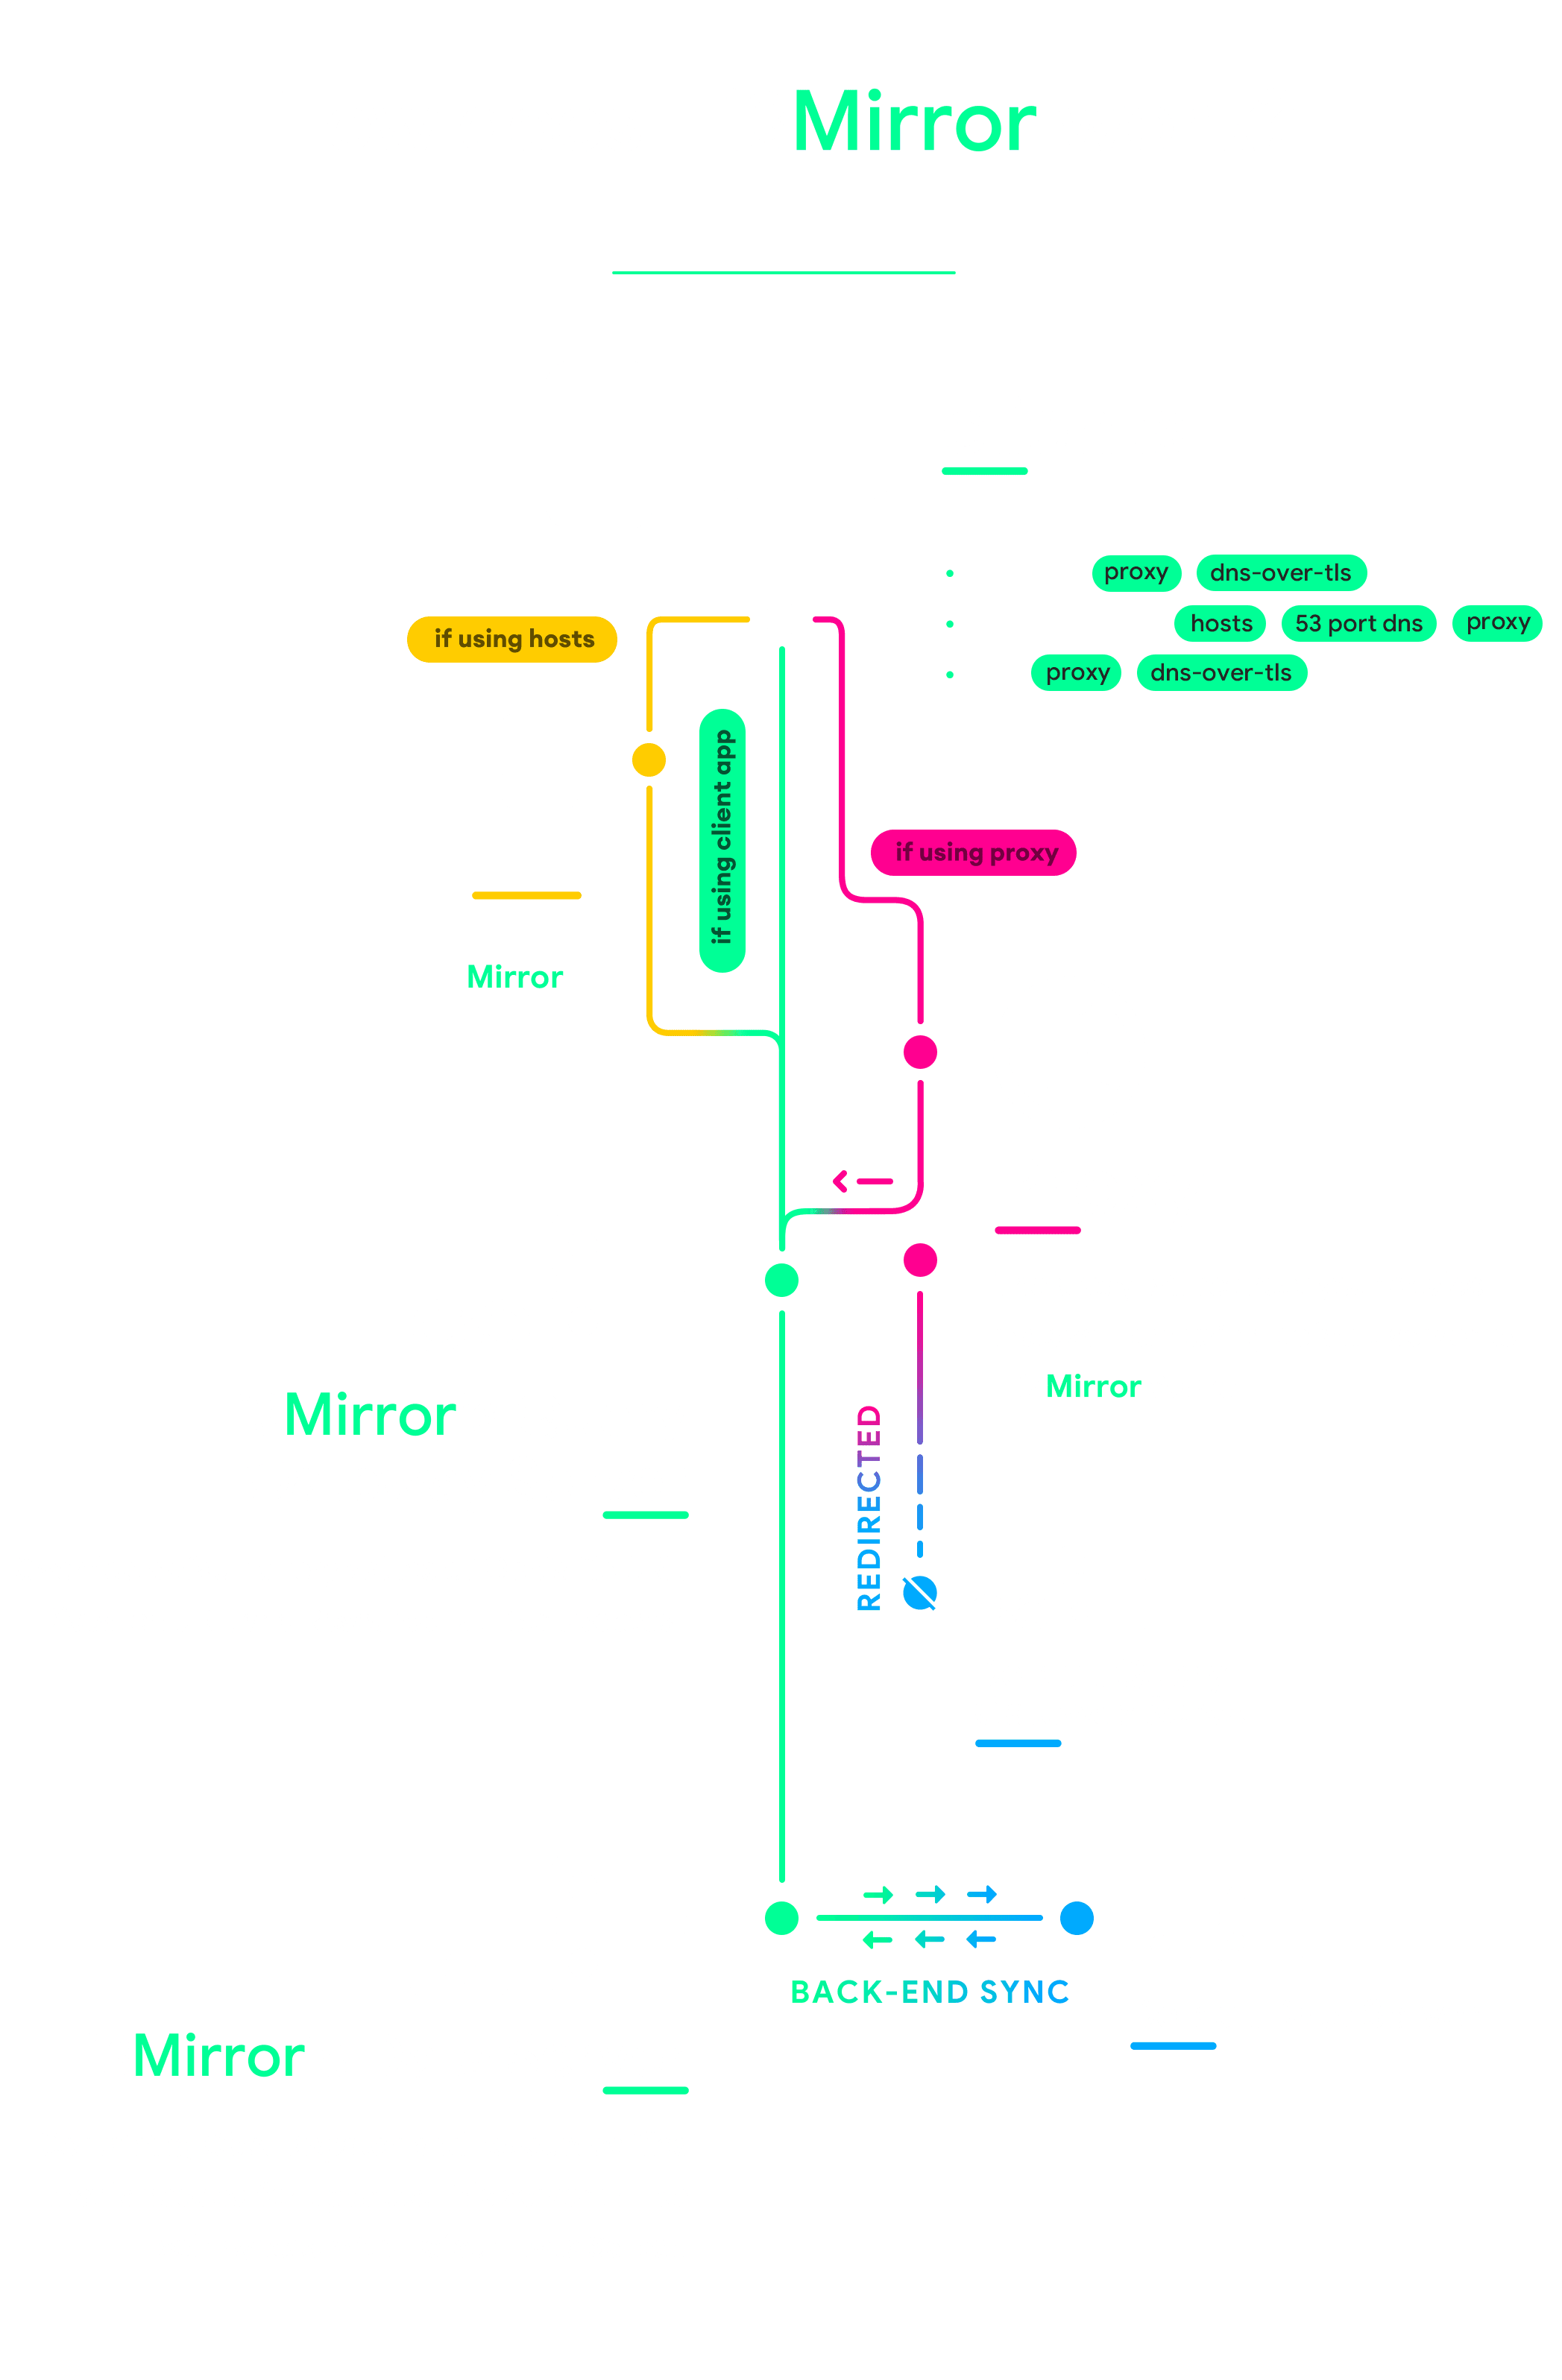 Mirror
proxy dns-over-tls
hosts 53 port dns proxy
proxy dns-over-tls
if using hosts
if using client app
if using proxy
Mirror
Mirror
Mirror
REDIRECTED
BACK-END SYNC
Mirror